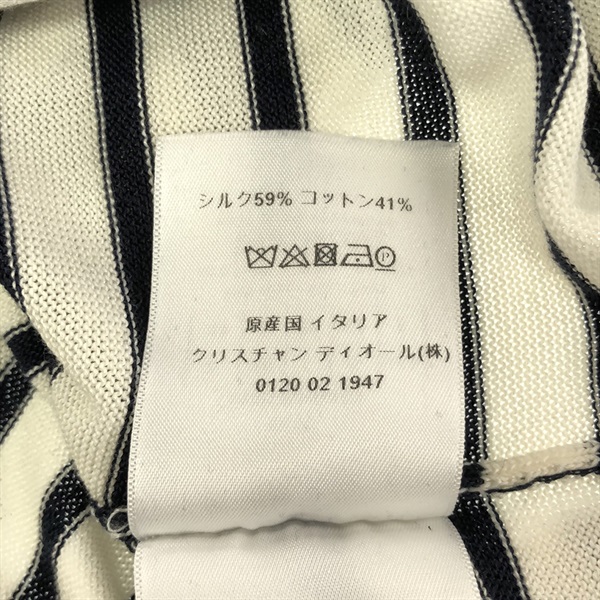 シルク59% コットン41%
P
原産国 イタリア
クリスチャン ディオール(株)
0120 02 1947